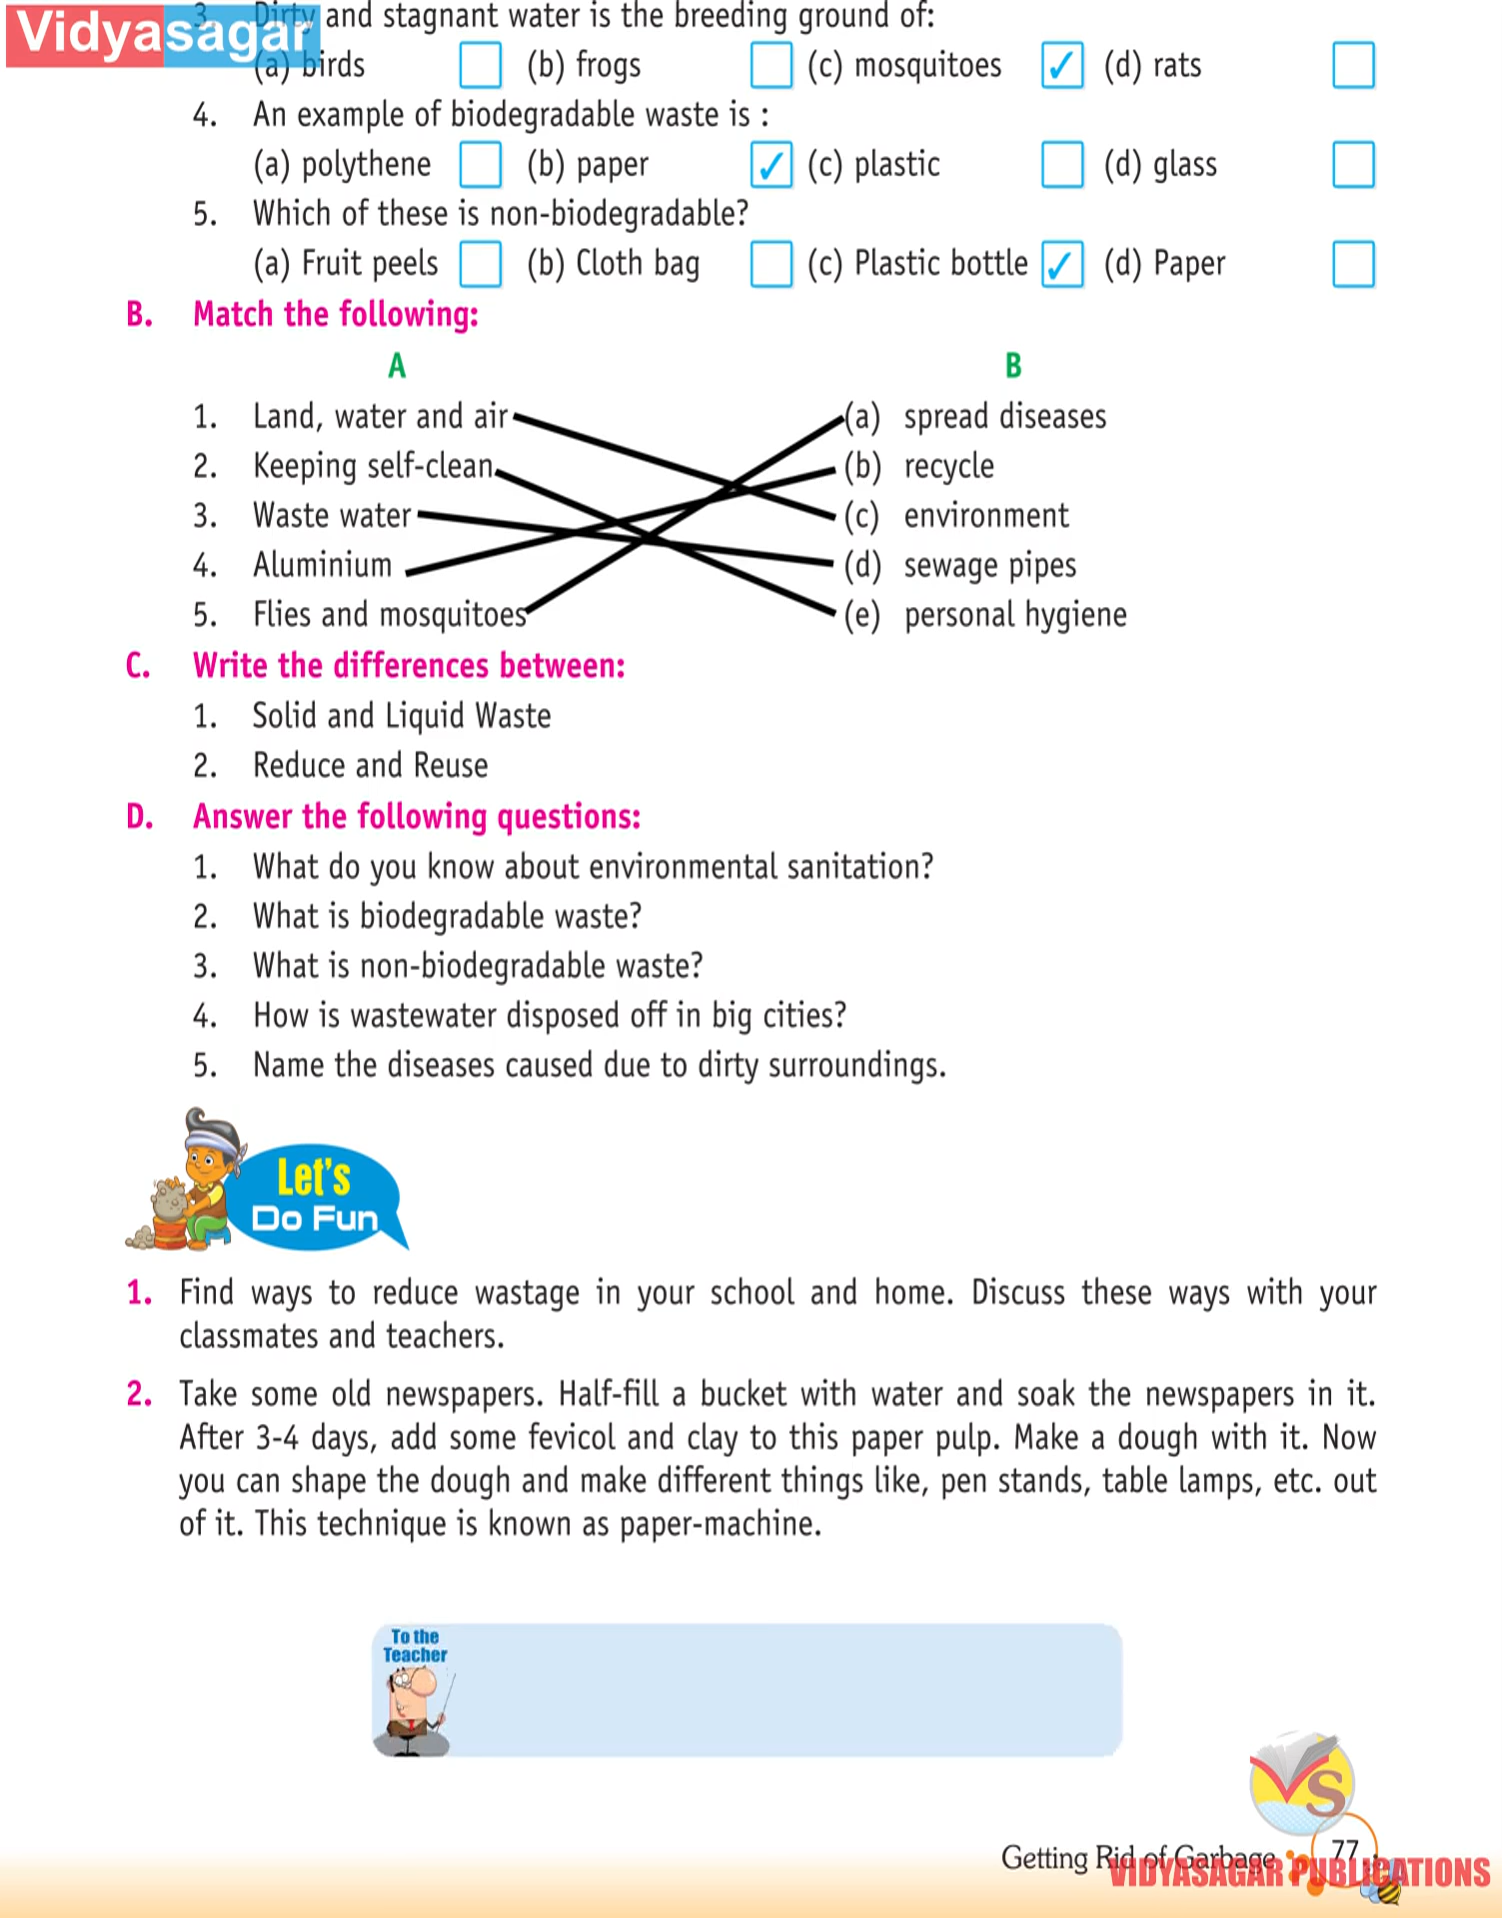 Vidyasagar
3. Dirty and stagnant water is the breeding ground of:
(a) birds (b) frogs (c) mosquitoes ✓ (d) rats
4. An example of biodegradable waste is :
(a) polythene (b) paper ✓ (c) plastic (d) glass
5. Which of these is non-biodegradable?
(a) Fruit peels (b) Cloth bag (c) Plastic bottle ✓ (d) Paper
B. Match the following:
A B
1. Land, water and air (a) spread diseases
2. Keeping self-clean (b) recycle
3. Waste water (c) environment
4. Aluminium (d) sewage pipes
5. Flies and mosquitoes (e) personal hygiene
C. Write the differences between:
1. Solid and Liquid Waste
2. Reduce and Reuse
D. Answer the following questions:
1. What do you know about environmental sanitation?
2. What is biodegradable waste?
3. What is non-biodegradable waste?
4. How is wastewater disposed off in big cities?
5. Name the diseases caused due to dirty surroundings.
Let's
Do Fun
1. Find ways to reduce wastage in your school and home. Discuss these ways with your
classmates and teachers.
2. Take some old newspapers. Half-fill a bucket with water and soak the newspapers in it.
After 3-4 days, add some fevicol and clay to this paper pulp. Make a dough with it. Now
you can shape the dough and make different things like, pen stands, table lamps, etc. out
of it. This technique is known as paper-machine.
To the
Teacher
VS
Getting Rid of Garbage 77
VIDYASAGAR PUBLICATIONS